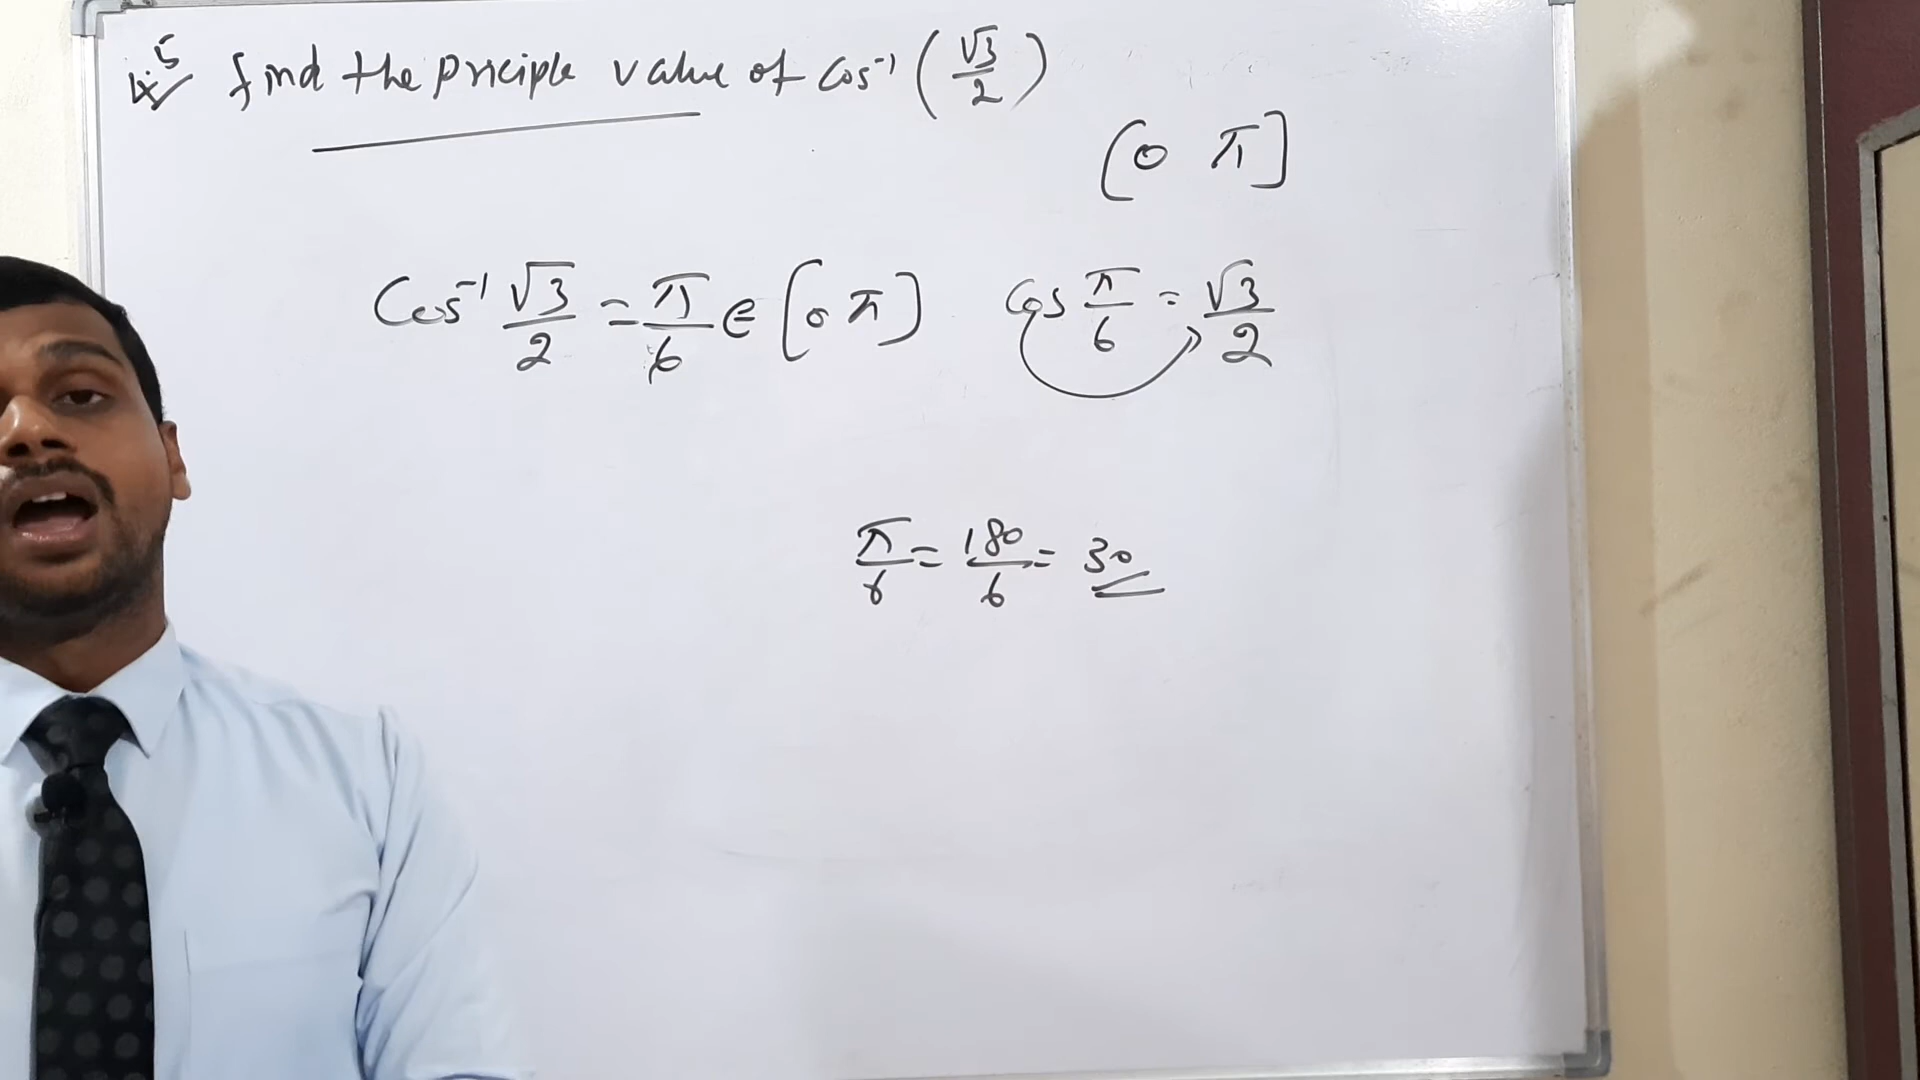 5 find the priciple value of Cos⁻¹ (√3/2)
[0 π]
Cos⁻¹ √3/2 = π/6 ∈ [0 π] Cos π/6 = √3/2
π/6 = 180/6 = 30